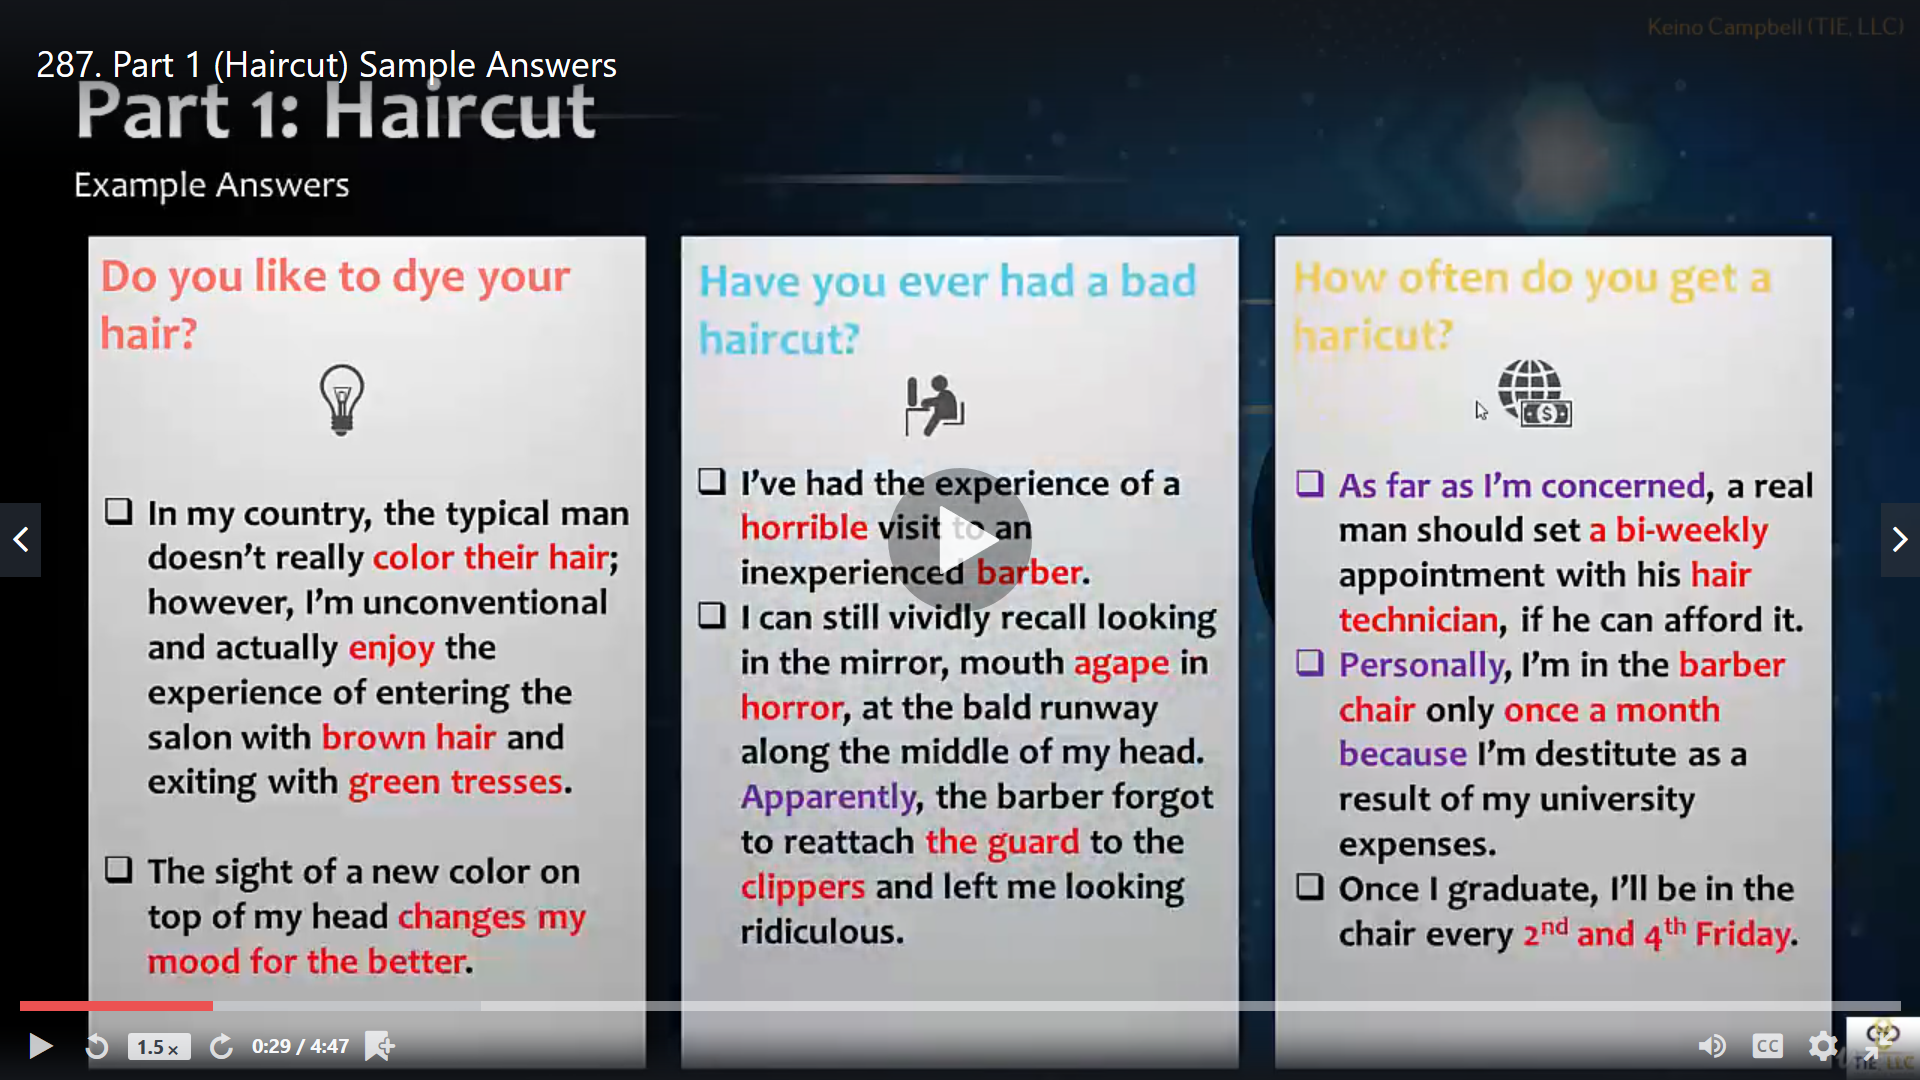 Keino Campbell (TIE, LLC)
287. Part 1 (Haircut) Sample Answers
Part 1: Haircut
Example Answers
Do you like to dye your
hair?
❑ In my country, the typical man
doesn't really color their hair;
however, I'm unconventional
and actually enjoy the
experience of entering the
salon with brown hair and
exiting with green tresses.
❑ The sight of a new color on
top of my head changes my
mood for the better.
Have you ever had a bad
haircut?
❑ I've had the experience of a
horrible visit to an
inexperienced barber.
❑ I can still vividly recall looking
in the mirror, mouth agape in
horror, at the bald runway
along the middle of my head.
Apparently, the barber forgot
to reattach the guard to the
clippers and left me looking
ridiculous.
How often do you get a
haricut?
$
❑ As far as I'm concerned, a real
man should set a bi-weekly
appointment with his hair
technician, if he can afford it.
❑ Personally, I'm in the barber
chair only once a month
because I'm destitute as a
result of my university
expenses.
❑ Once I graduate, I'll be in the
chair every 2nd and 4th Friday.
1.5 x
0:29 / 4:47
CC
TIE, LLC